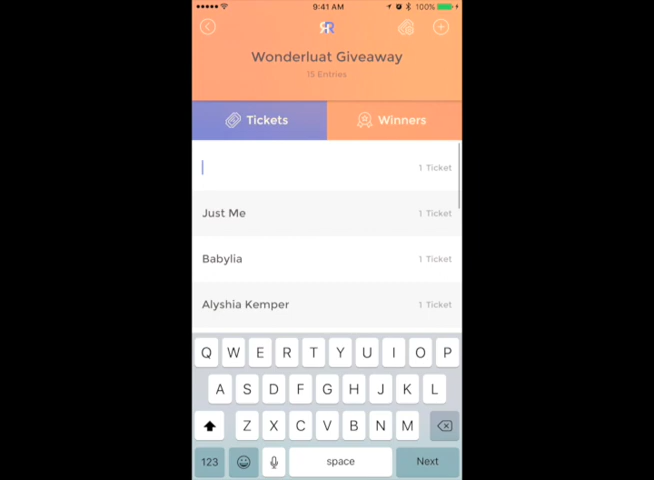 9:41 AM 100%
RR
Wonderluat Giveaway
15 Entries
Tickets Winners
1 Ticket
Just Me 1 Ticket
Babylia 1 Ticket
Alyshia Kemper 1 Ticket
Q W E R T Y U I O P
A S D F G H J K L
Z X C V B N M
123 space Next